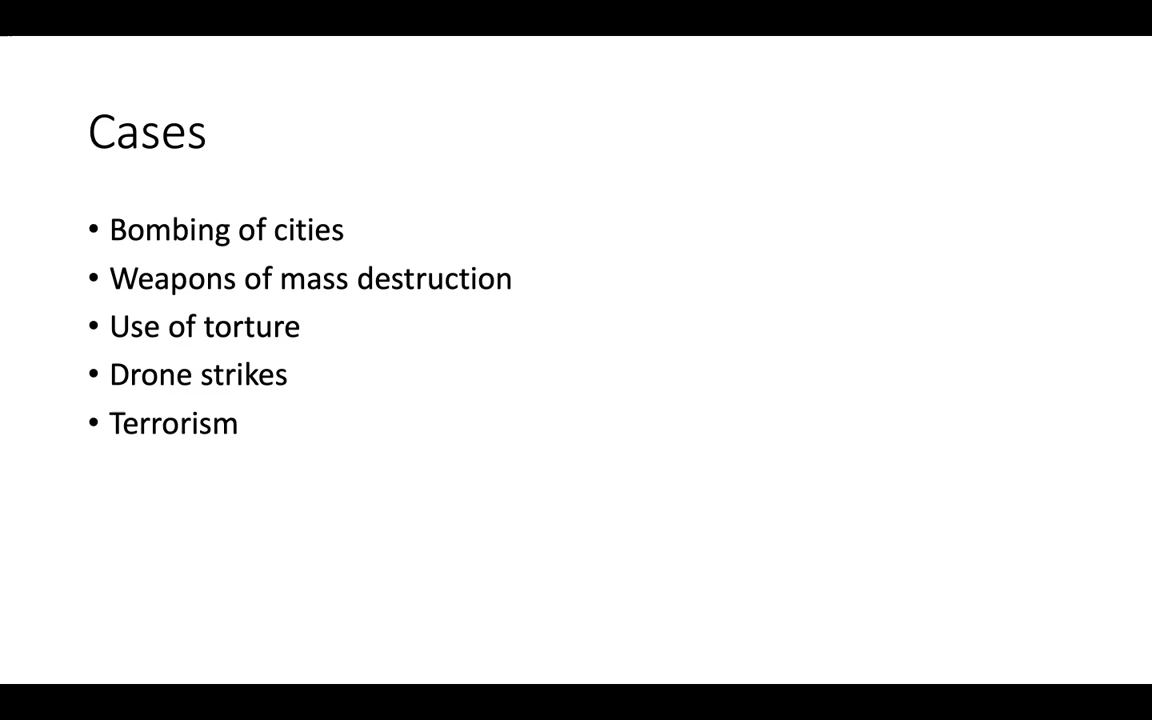 Cases
• Bombing of cities
• Weapons of mass destruction
• Use of torture
• Drone strikes
• Terrorism